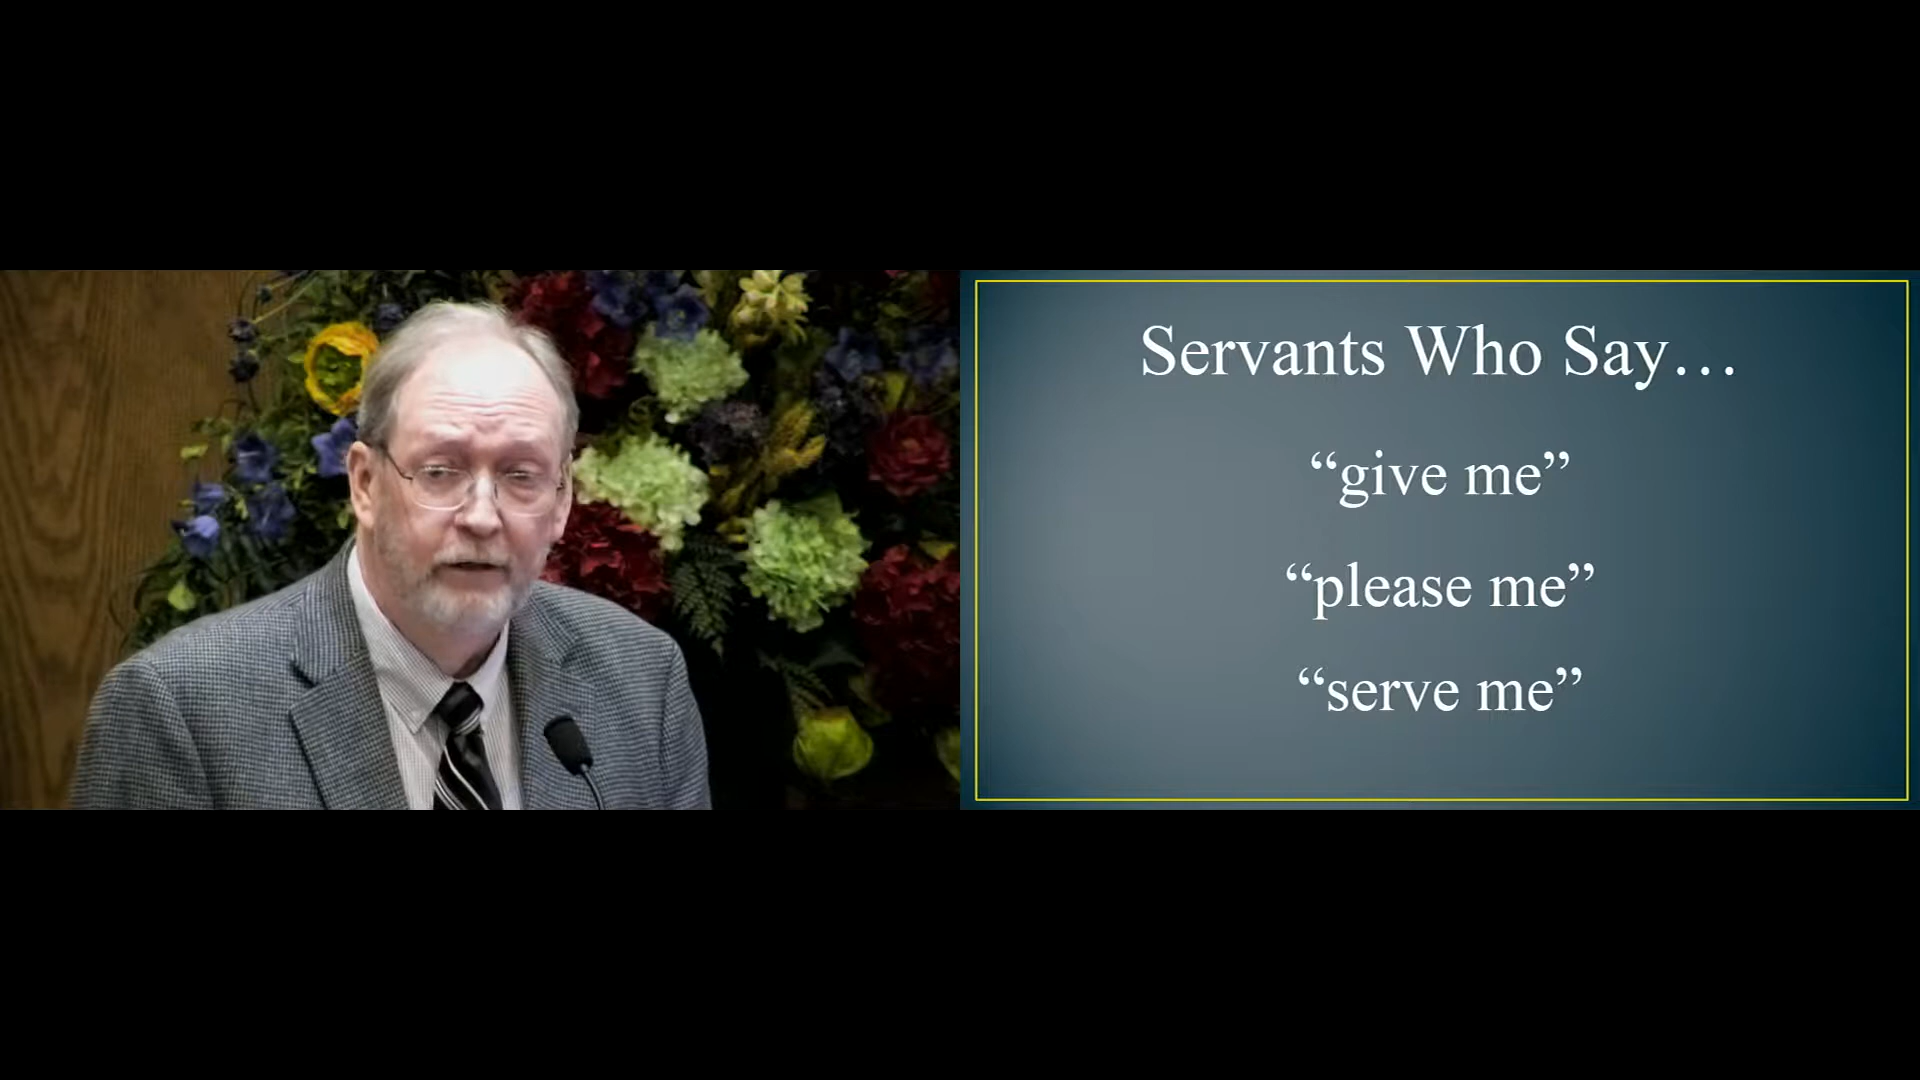 Servants Who Say…
“give me”
“please me”
“serve me”